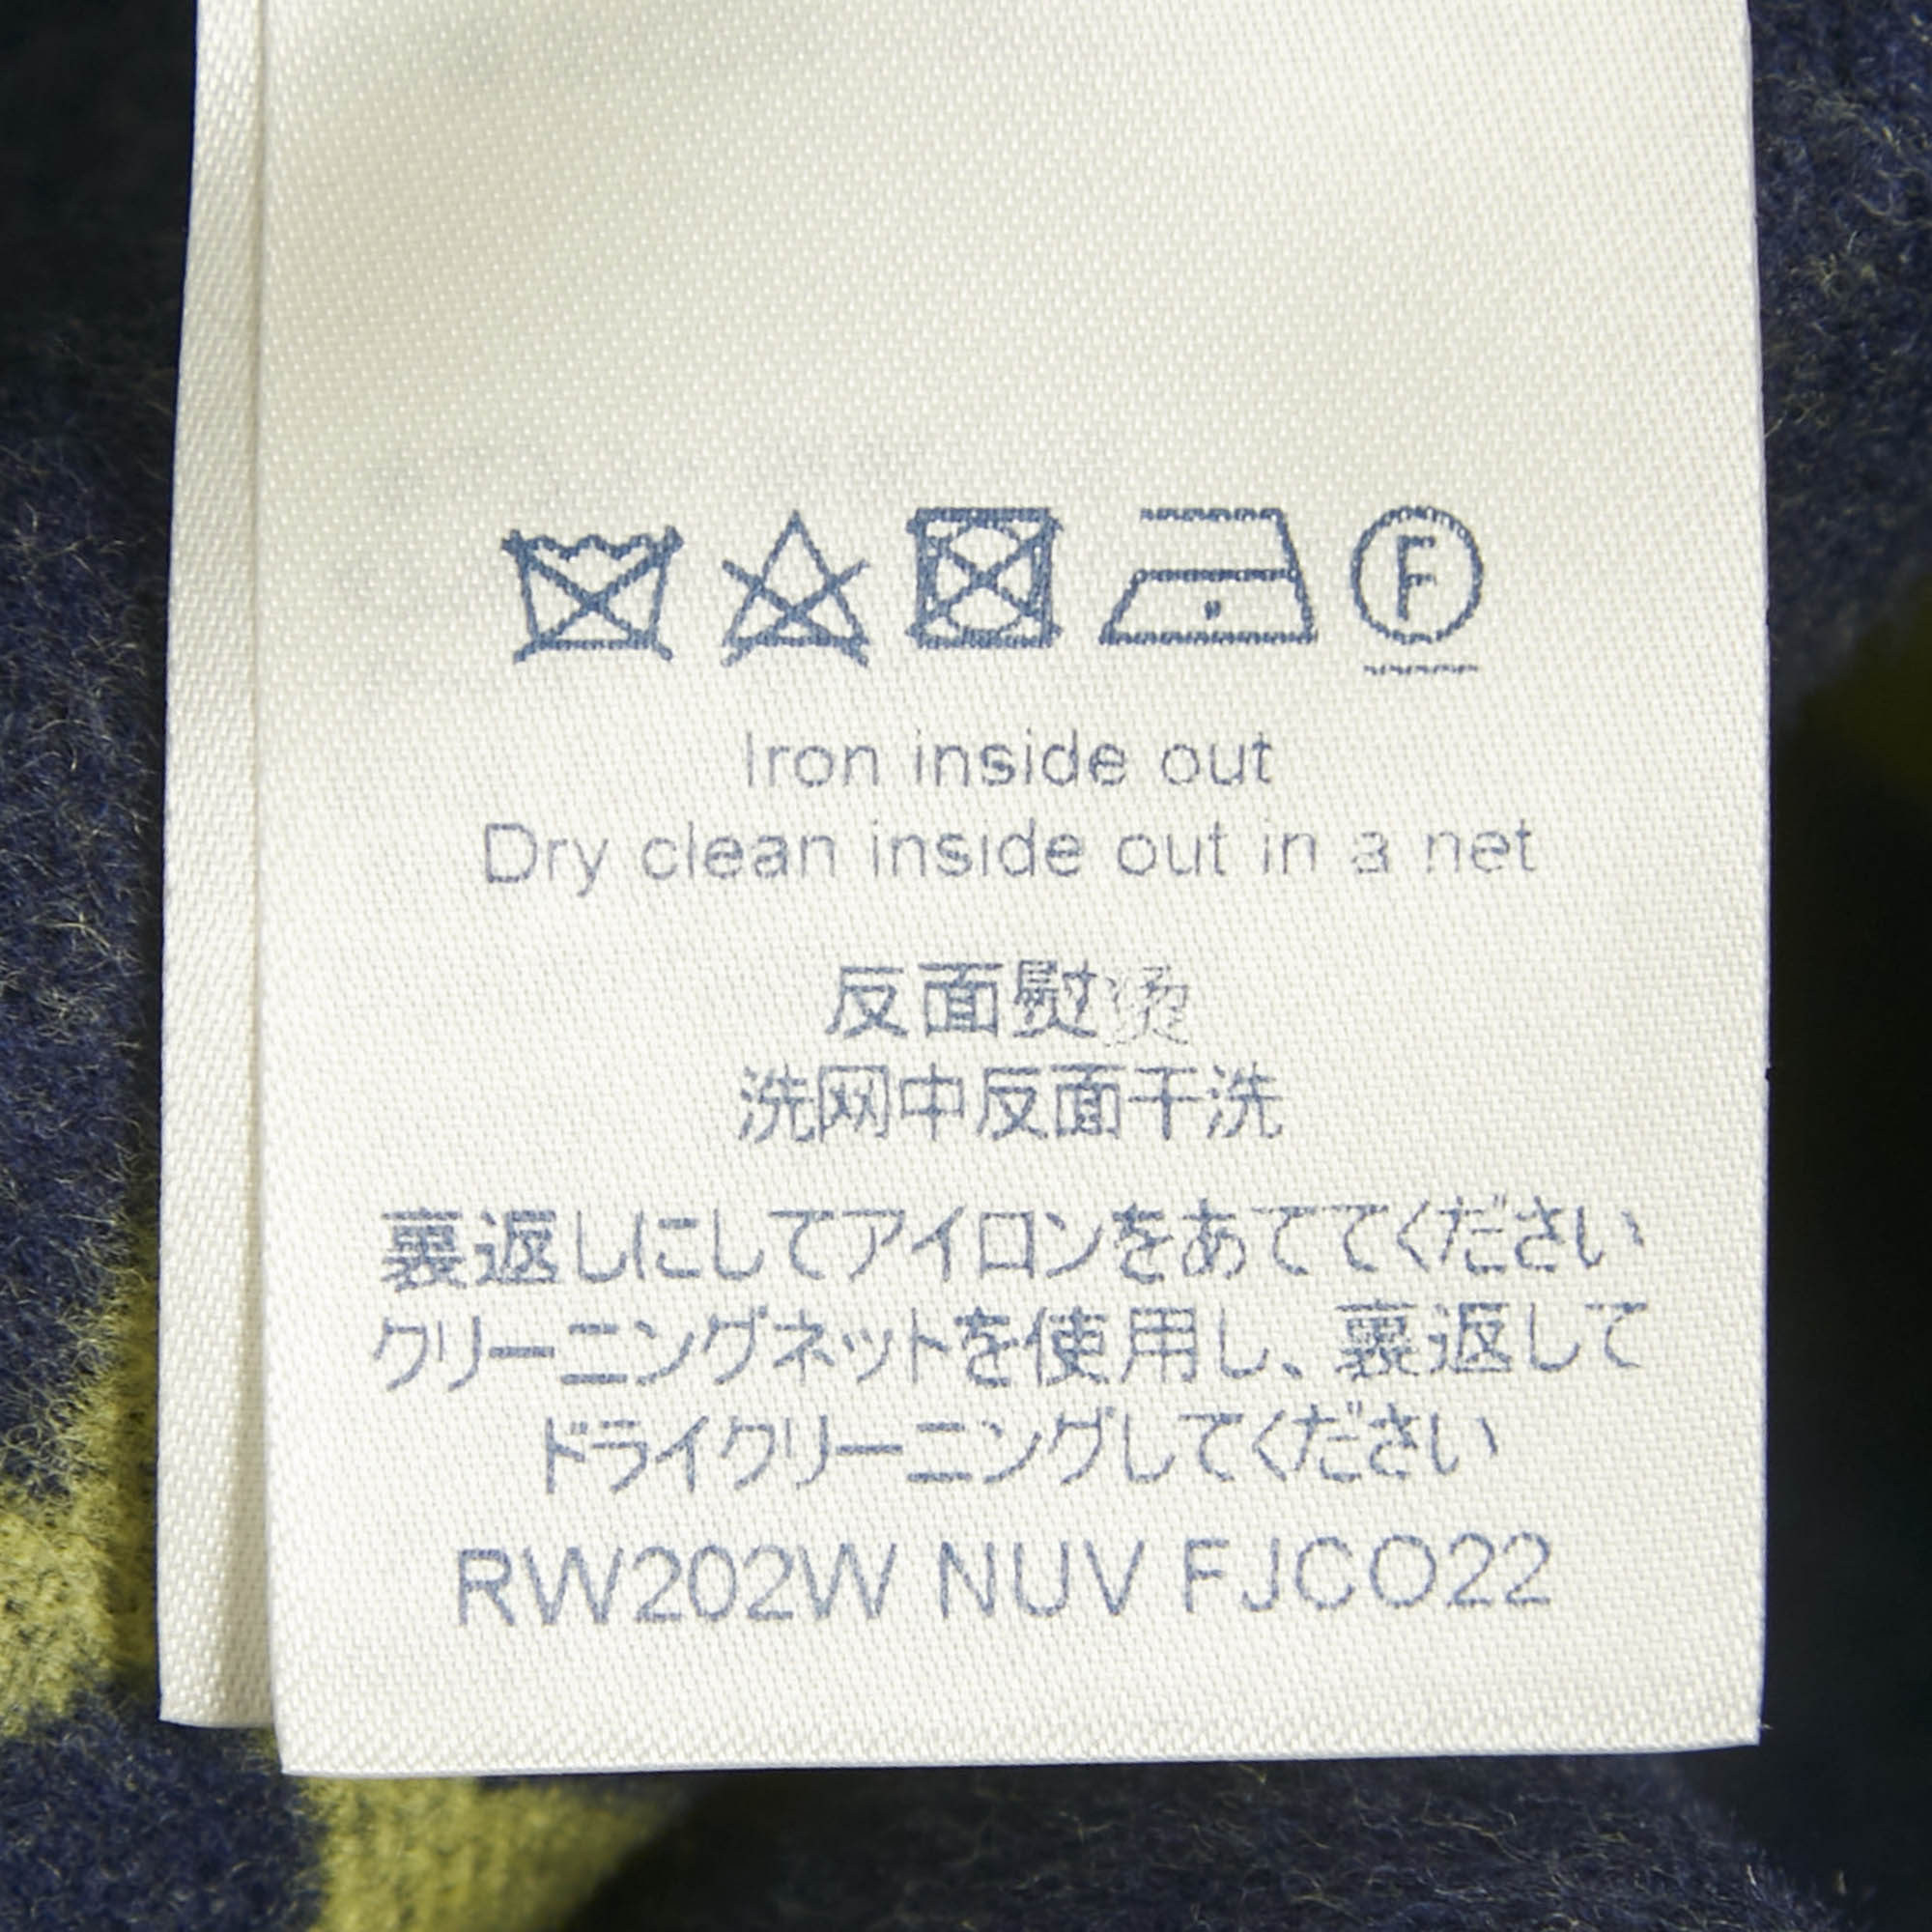 F
Iron inside out
Dry clean inside out in a net
反面熨烫
洗网中反面干洗
裏返しにしてアイロンをあててください
クリーニングネットを使用し、裏返して
ドライクリーニングしてください
RW202W NUV FJCO22